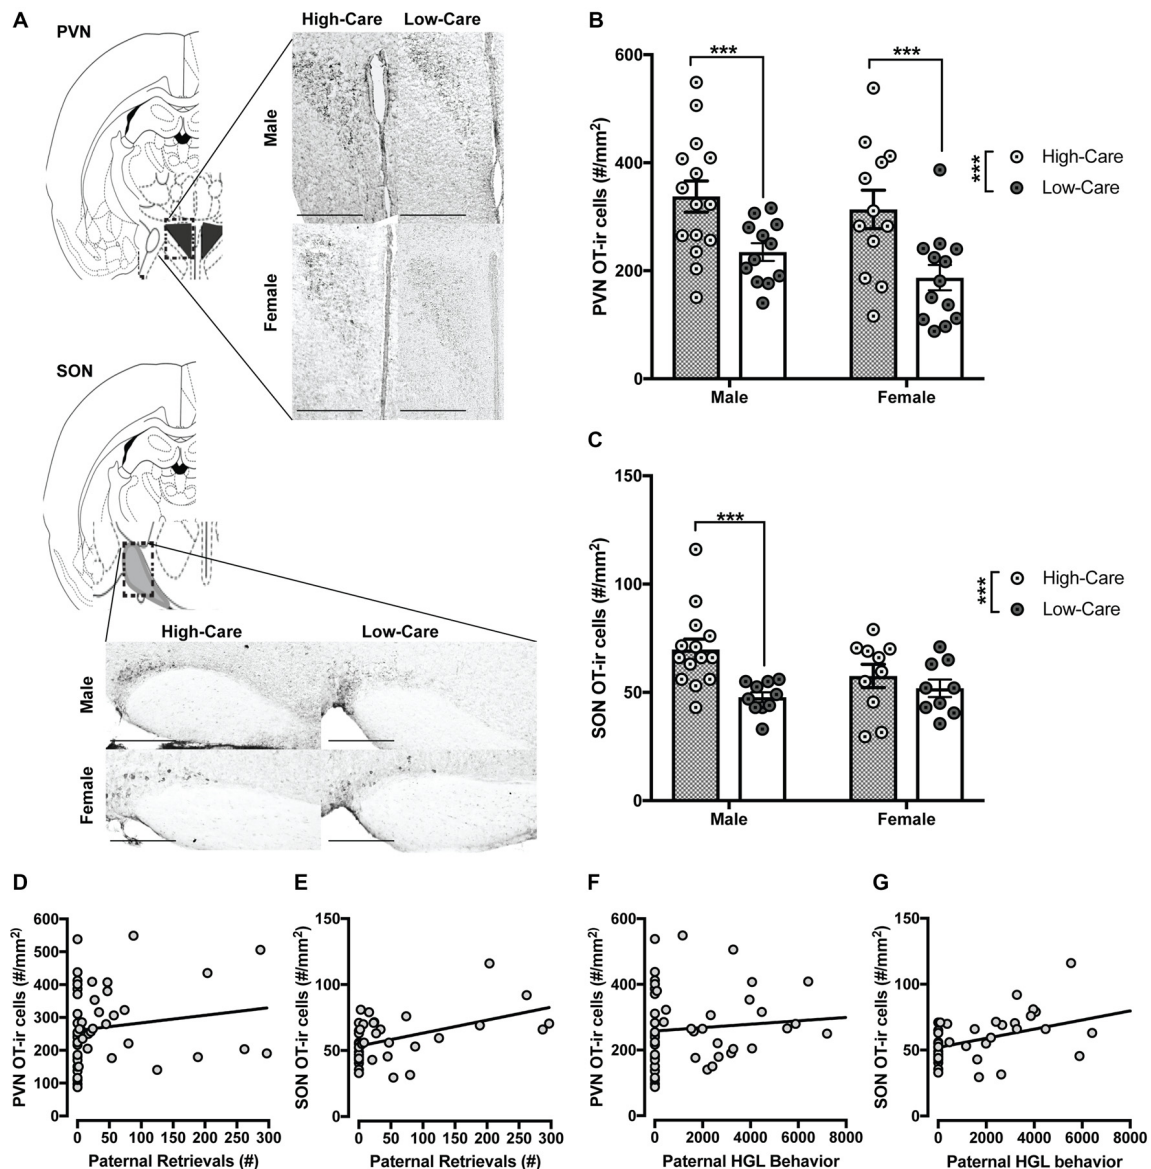 A
PVN
High-Care Low-Care
Male
Female
SON
High-Care Low-Care
Male
Female
B
PVN OT-ir cells (#/mm2)
600
400
200
0
***
***
Male Female
***
High-Care
Low-Care
C
SON OT-ir cells (#/mm²)
150
100
50
0
***
Male Female
***
High-Care
Low-Care
D
PVN OT-ir cells (#/mm²)
600
500
400
300
200
100
0
0 50 100 150 200 250 300
Paternal Retrievals (#)
E
SON OT-ir cells (#/mm²)
150
100
50
0
0 50 100 150 200 250 300
Paternal Retrievals (#)
F
PVN OT-ir cells (#/mm²)
600
400
200
0
0 2000 4000 6000 8000
Paternal HGL Behavior
G
SON OT-ir cells (#/mm²)
150
100
50
0
0 2000 4000 6000 8000
Paternal HGL behavior